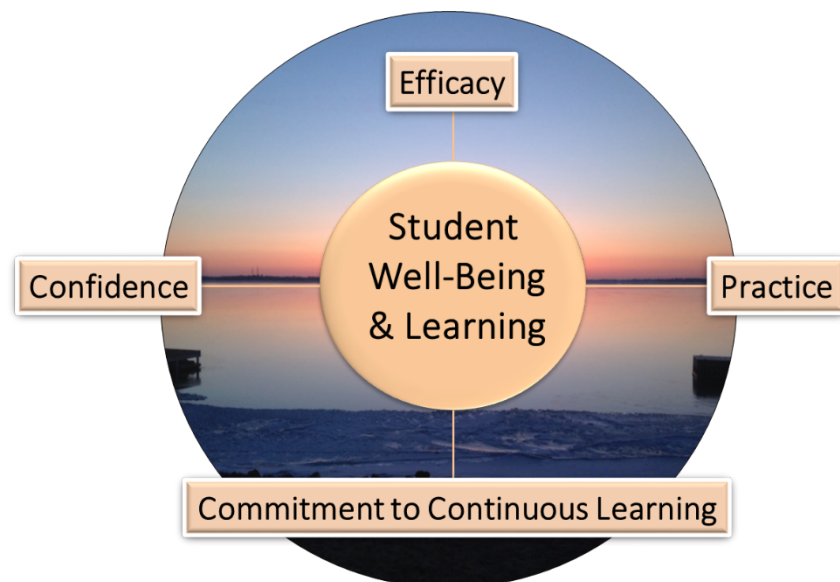 Efficacy
Student
Well-Being
& Learning
Confidence
Practice
Commitment to Continuous Learning